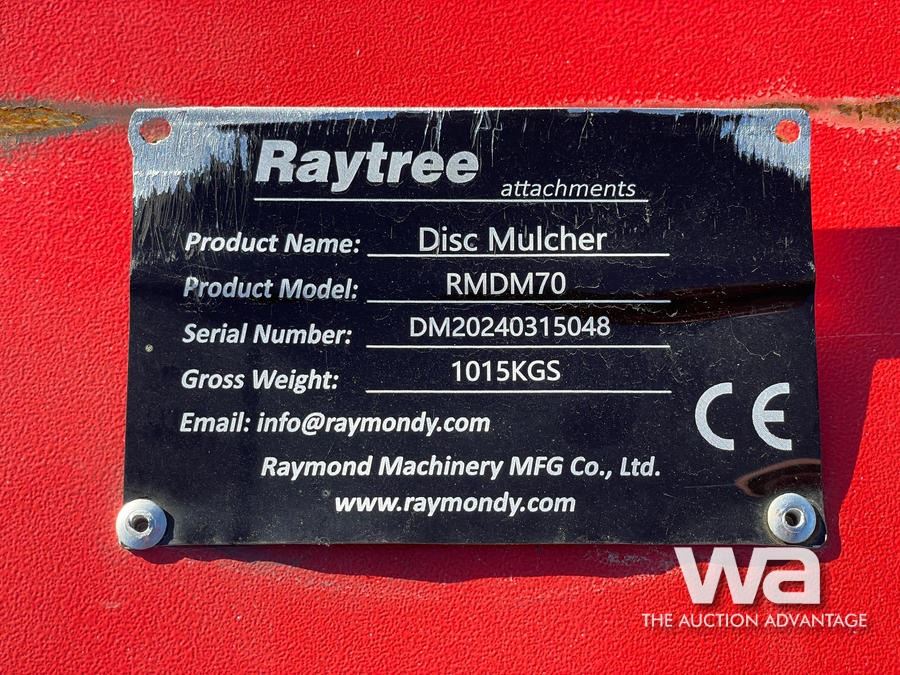 Raytree
attachments
Product Name: Disc Mulcher
Product Model: RMDM70
Serial Number: DM20240315048
Gross Weight: 1015KGS
Email: info@raymondy.com
CE
Raymond Machinery MFG Co., Ltd.
www.raymondy.com
wa
THE AUCTION ADVANTAGE